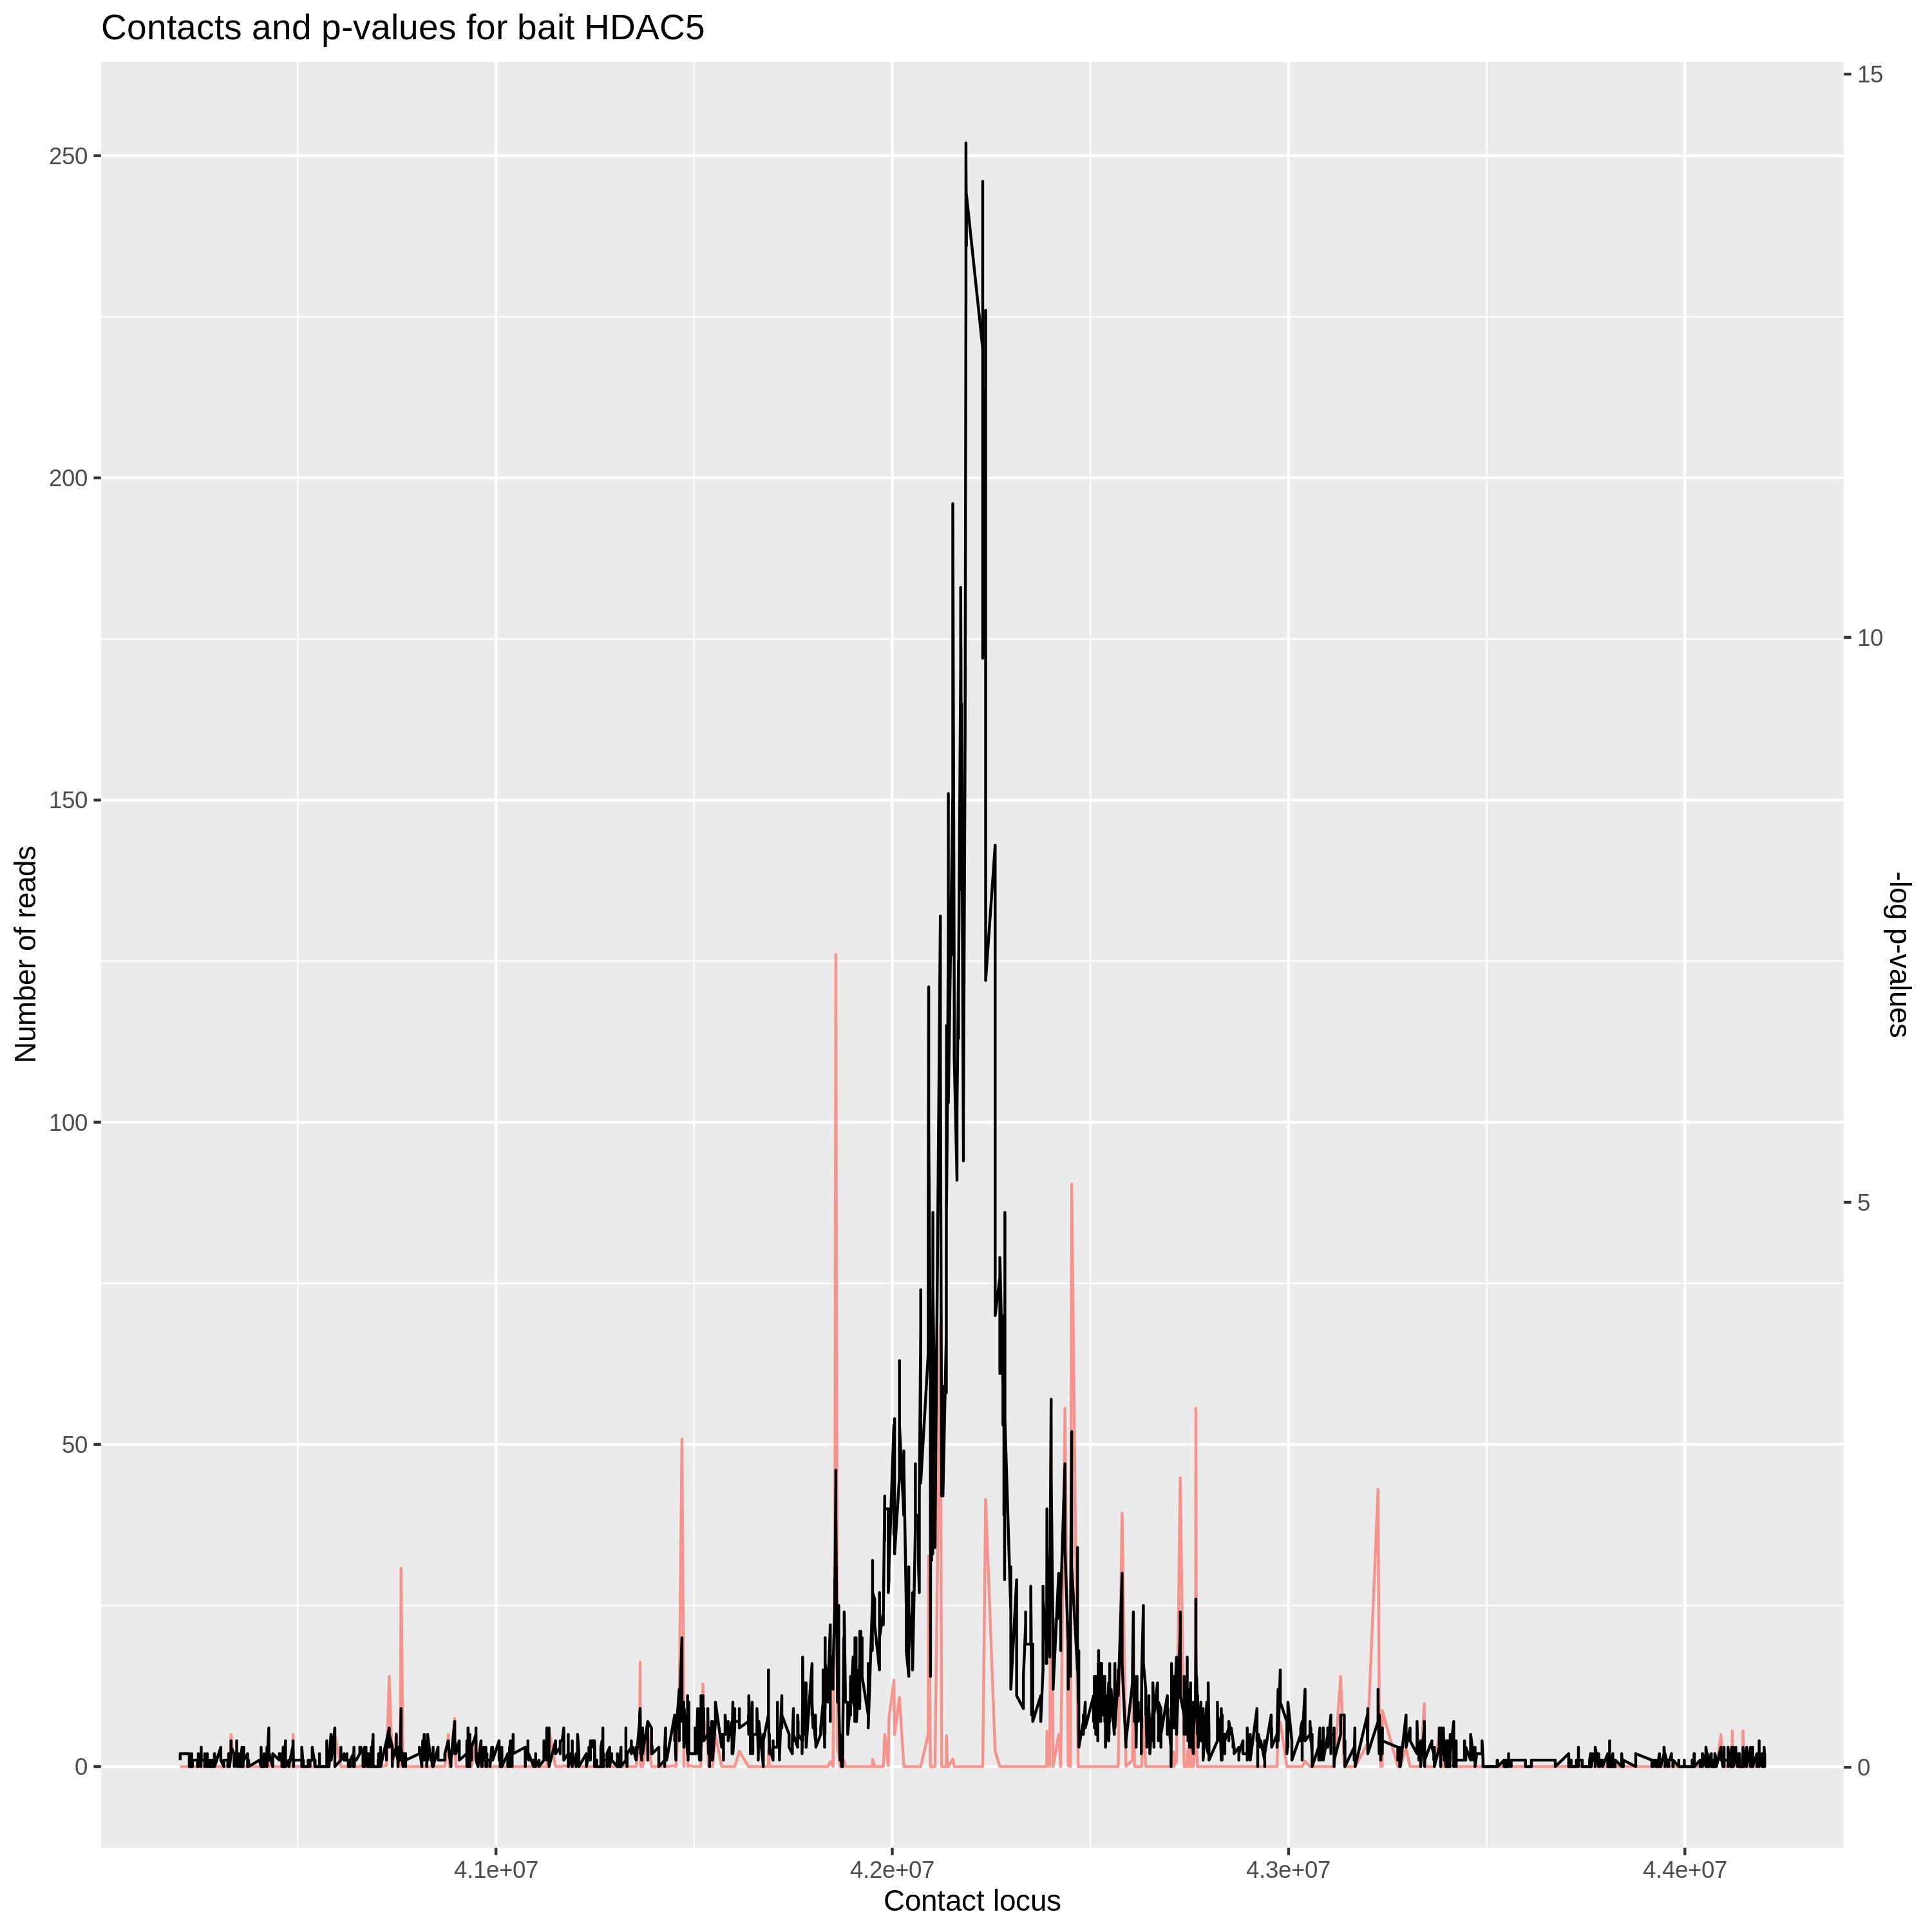 Contacts and p-values for bait HDAC5
250
200
150
100
50
0
Number of reads
15
10
5
0
-log p-values
4.1e+07
4.2e+07
4.3e+07
4.4e+07
Contact locus